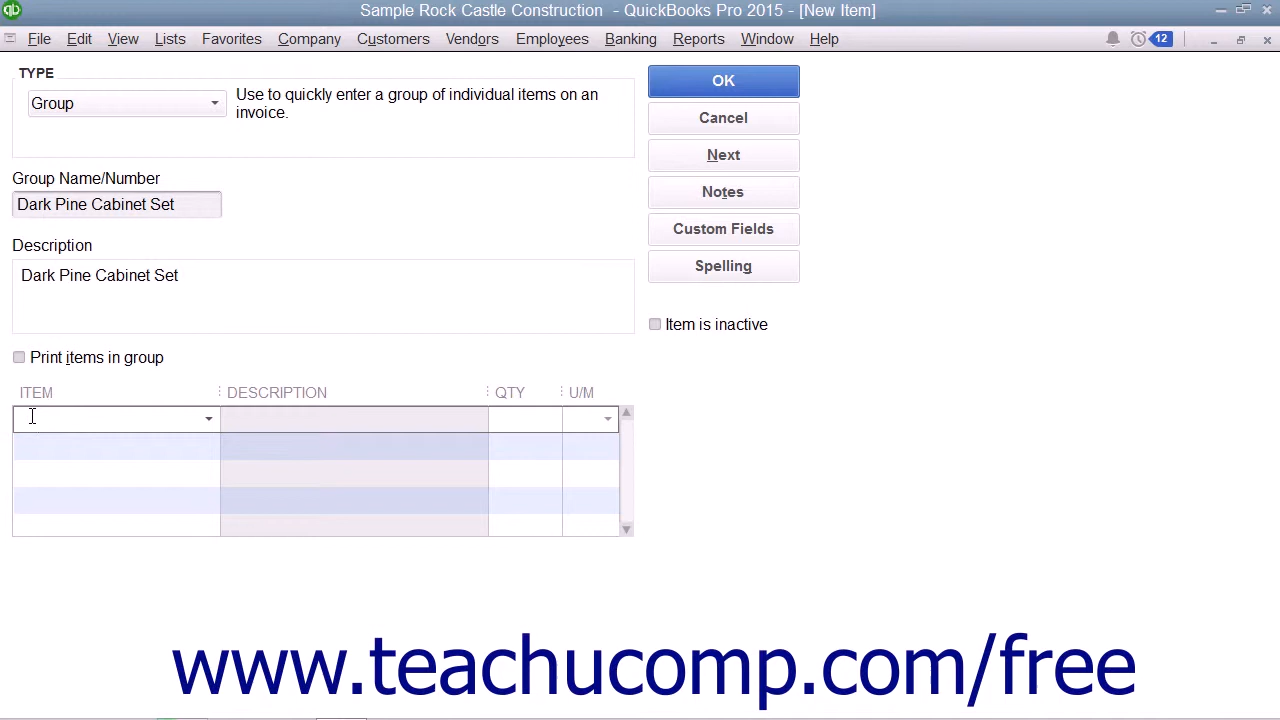 Sample Rock Castle Construction - QuickBooks Pro 2015 - [New Item]
File Edit View Lists Favorites Company Customers Vendors Employees Banking Reports Window Help 12
TYPE
Group
Use to quickly enter a group of individual items on an
invoice.
Group Name/Number
Dark Pine Cabinet Set
Description
Dark Pine Cabinet Set
Print items in group
ITEM DESCRIPTION QTY U/M
OK
Cancel
Next
Notes
Custom Fields
Spelling
Item is inactive
www.teachucomp.com/free